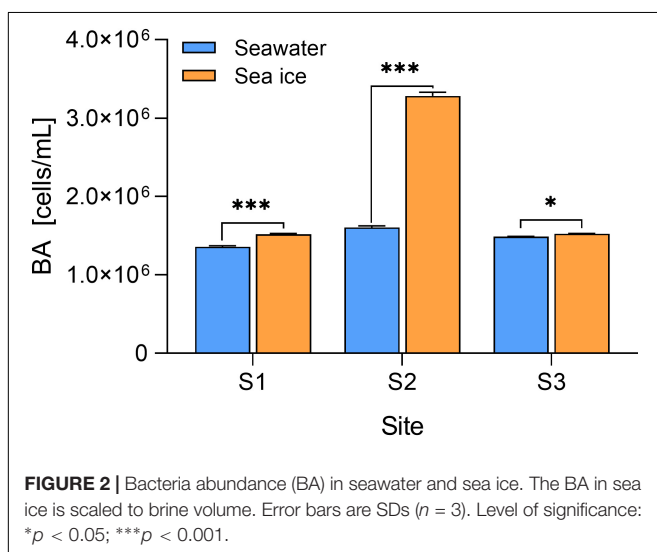 4.0×10⁶
Seawater
Sea ice
***
3.0×10⁶
BA [cells/mL]
2.0×10⁶
***
*
1.0×10⁶
0
S1 S2 S3
Site
FIGURE 2 | Bacteria abundance (BA) in seawater and sea ice. The BA in sea
ice is scaled to brine volume. Error bars are SDs (n = 3). Level of significance:
*p < 0.05; ***p < 0.001.